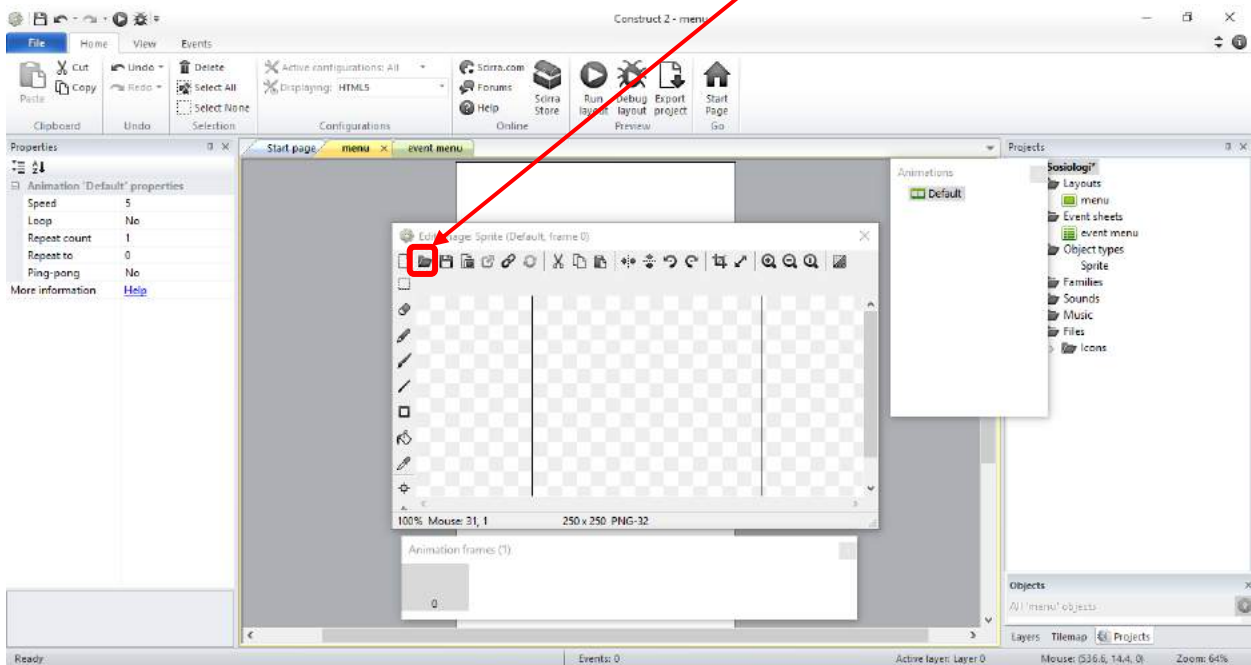 Construct 2 - menu
File Home View Events
Paste
Cut
Copy
Clipboard
Undo
Redo
Undo
Delete
Select All
Select None
Selection
Active configurations: All
Displaying: HTML5
Configurations
Scirra.com
Forums
Help
Scirra Store
Online
Run layout
Debug layout
Export project
Preview
Start Page
Go
Properties
Animation 'Default' properties
Speed 5
Loop No
Repeat count 1
Repeat to 0
Ping-pong No
More information Help
Start page menu event menu
Edit image: Sprite (Default, frame 0)
100% Mouse: 31, 1 250 x 250 PNG-32
Animation frames (1)
0
Animations
Default
Projects
Sosiologi*
Layouts
menu
Event sheets
event menu
Object types
Sprite
Families
Sounds
Music
Files
Icons
Objects
All 'menu' objects
Layers Tilemap Projects
Ready Events: 0 Active layer: Layer 0 Mouse: (536.6, 14.4, 0) Zoom: 64%